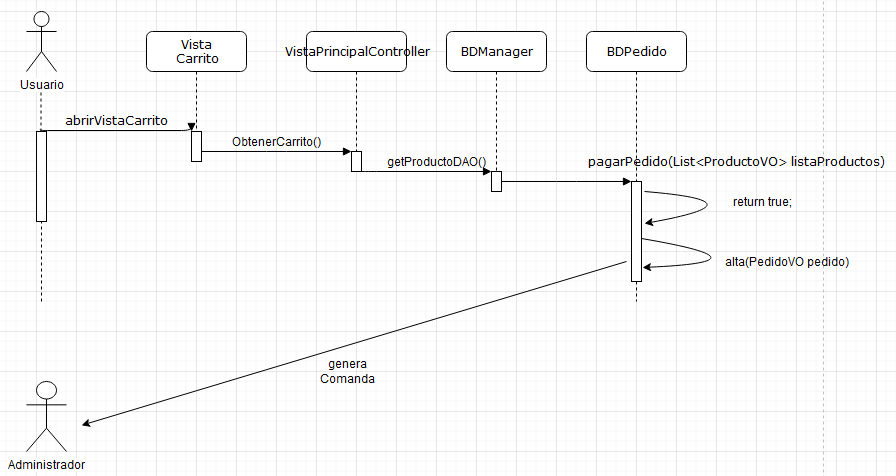 Usuario
Vista
Carrito
VistaPrincipalController
BDManager
BDPedido
abrirVistaCarrito
ObtenerCarrito()
getProductoDAO()
pagarPedido(List<ProductoVO> listaProductos)
return true;
alta(PedidoVO pedido)
genera
Comanda
Administrador